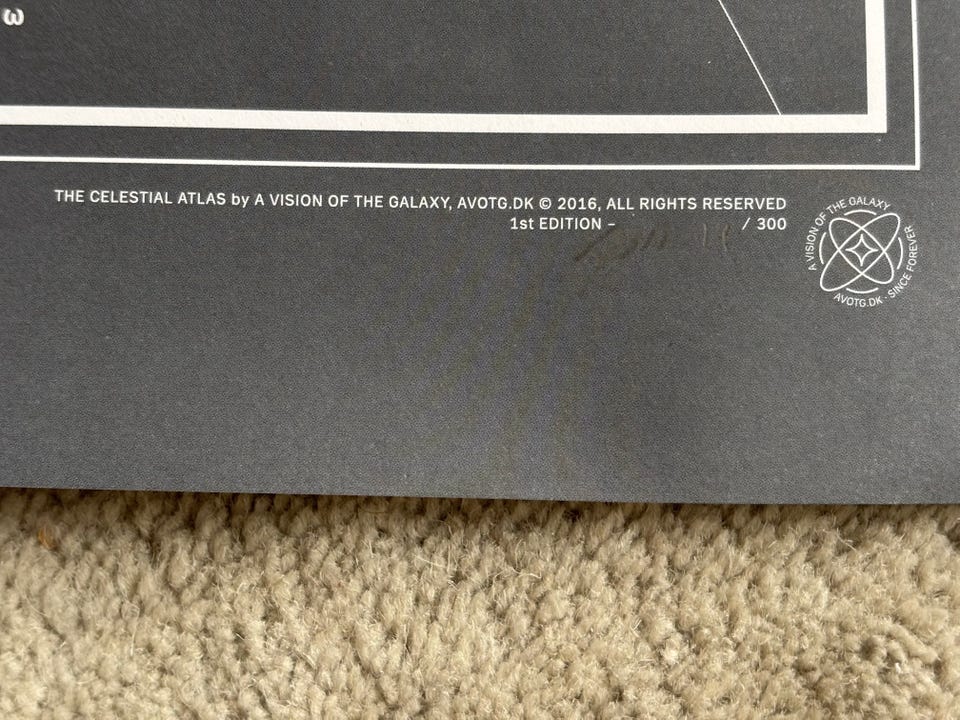 3
THE CELESTIAL ATLAS by A VISION OF THE GALAXY, AVOTG.DK © 2016, ALL RIGHTS RESERVED
1st EDITION – / 300
A VISION OF THE GALAXY
AVOTG.DK - SINCE FOREVER